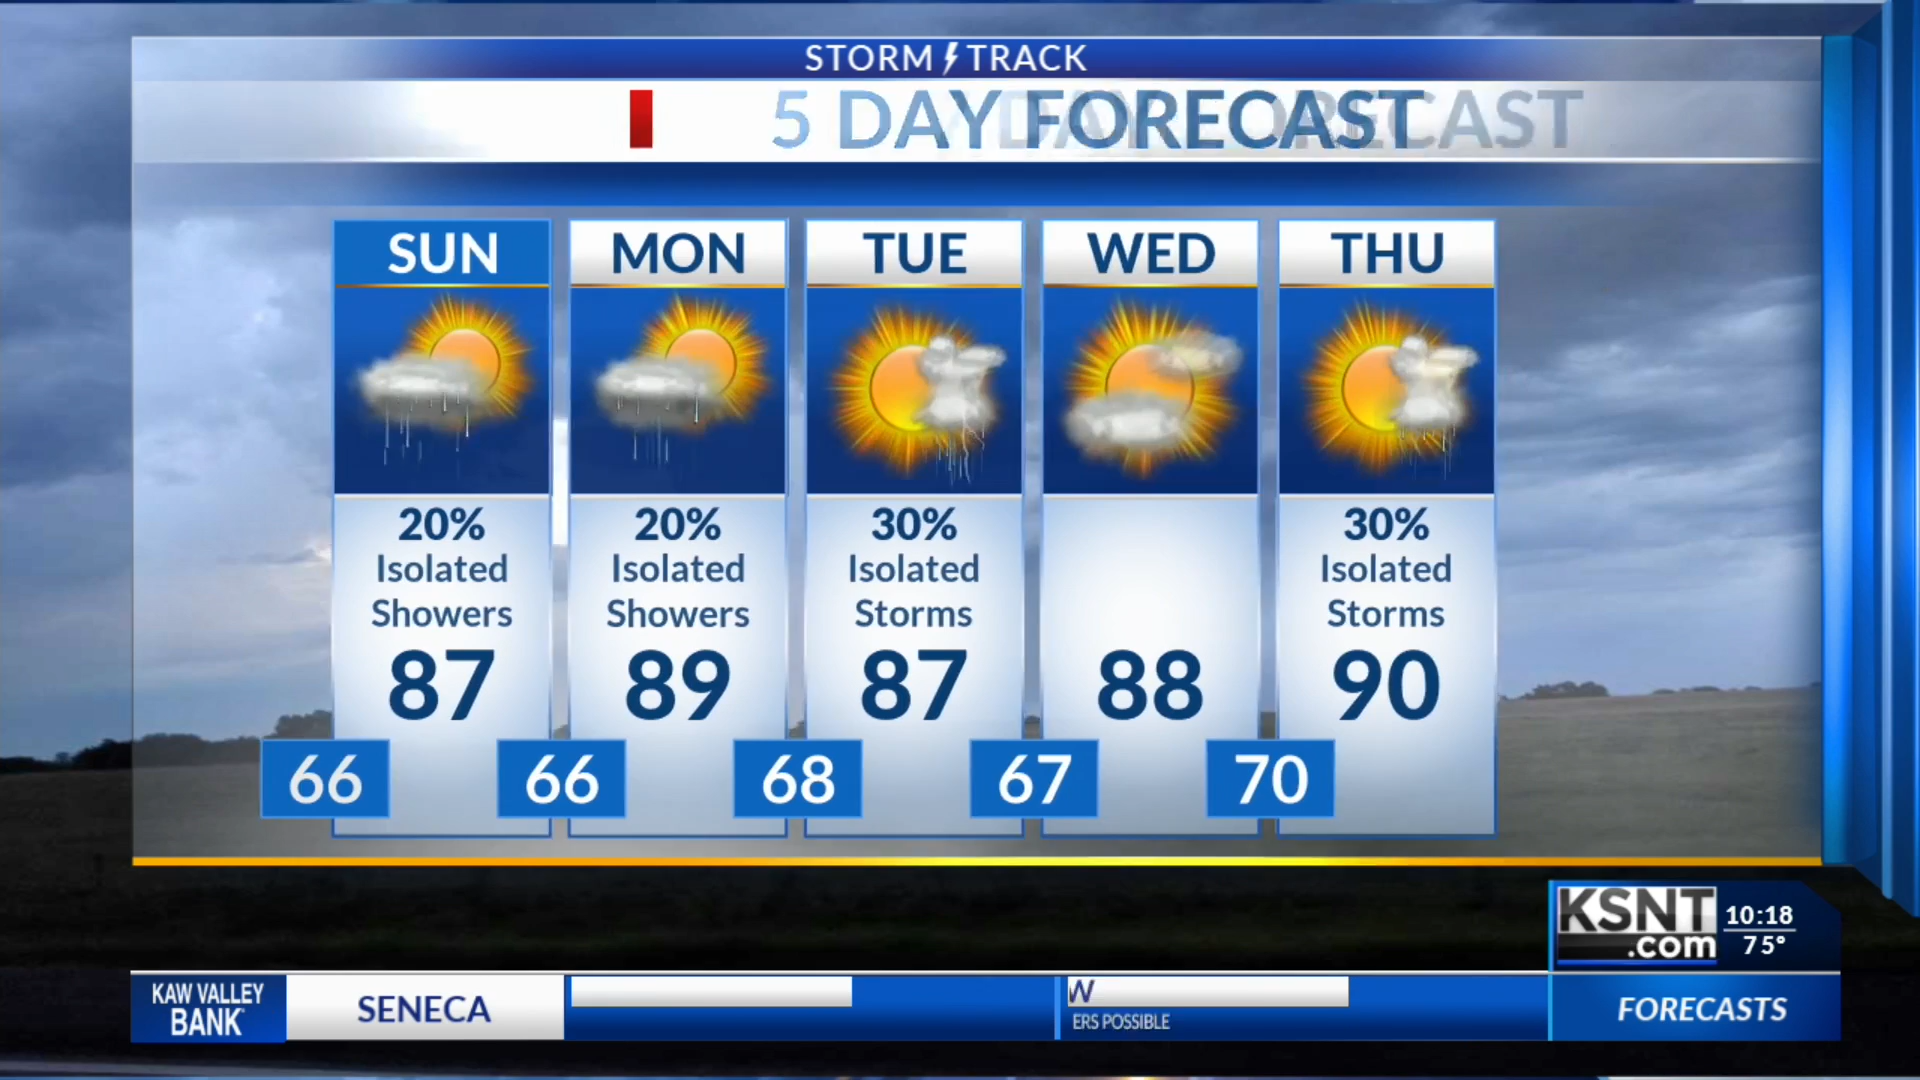 STORM TRACK
5 DAY FORECAST
SUN MON TUE WED THU
20% 20% 30% 30%
Isolated Isolated Isolated Isolated
Showers Showers Storms Storms
87 89 87 88 90
66 66 68 67 70
KSNT
.com
10:18
75°
KAW VALLEY
BANK
SENECA
W
ERS POSSIBLE
FORECASTS